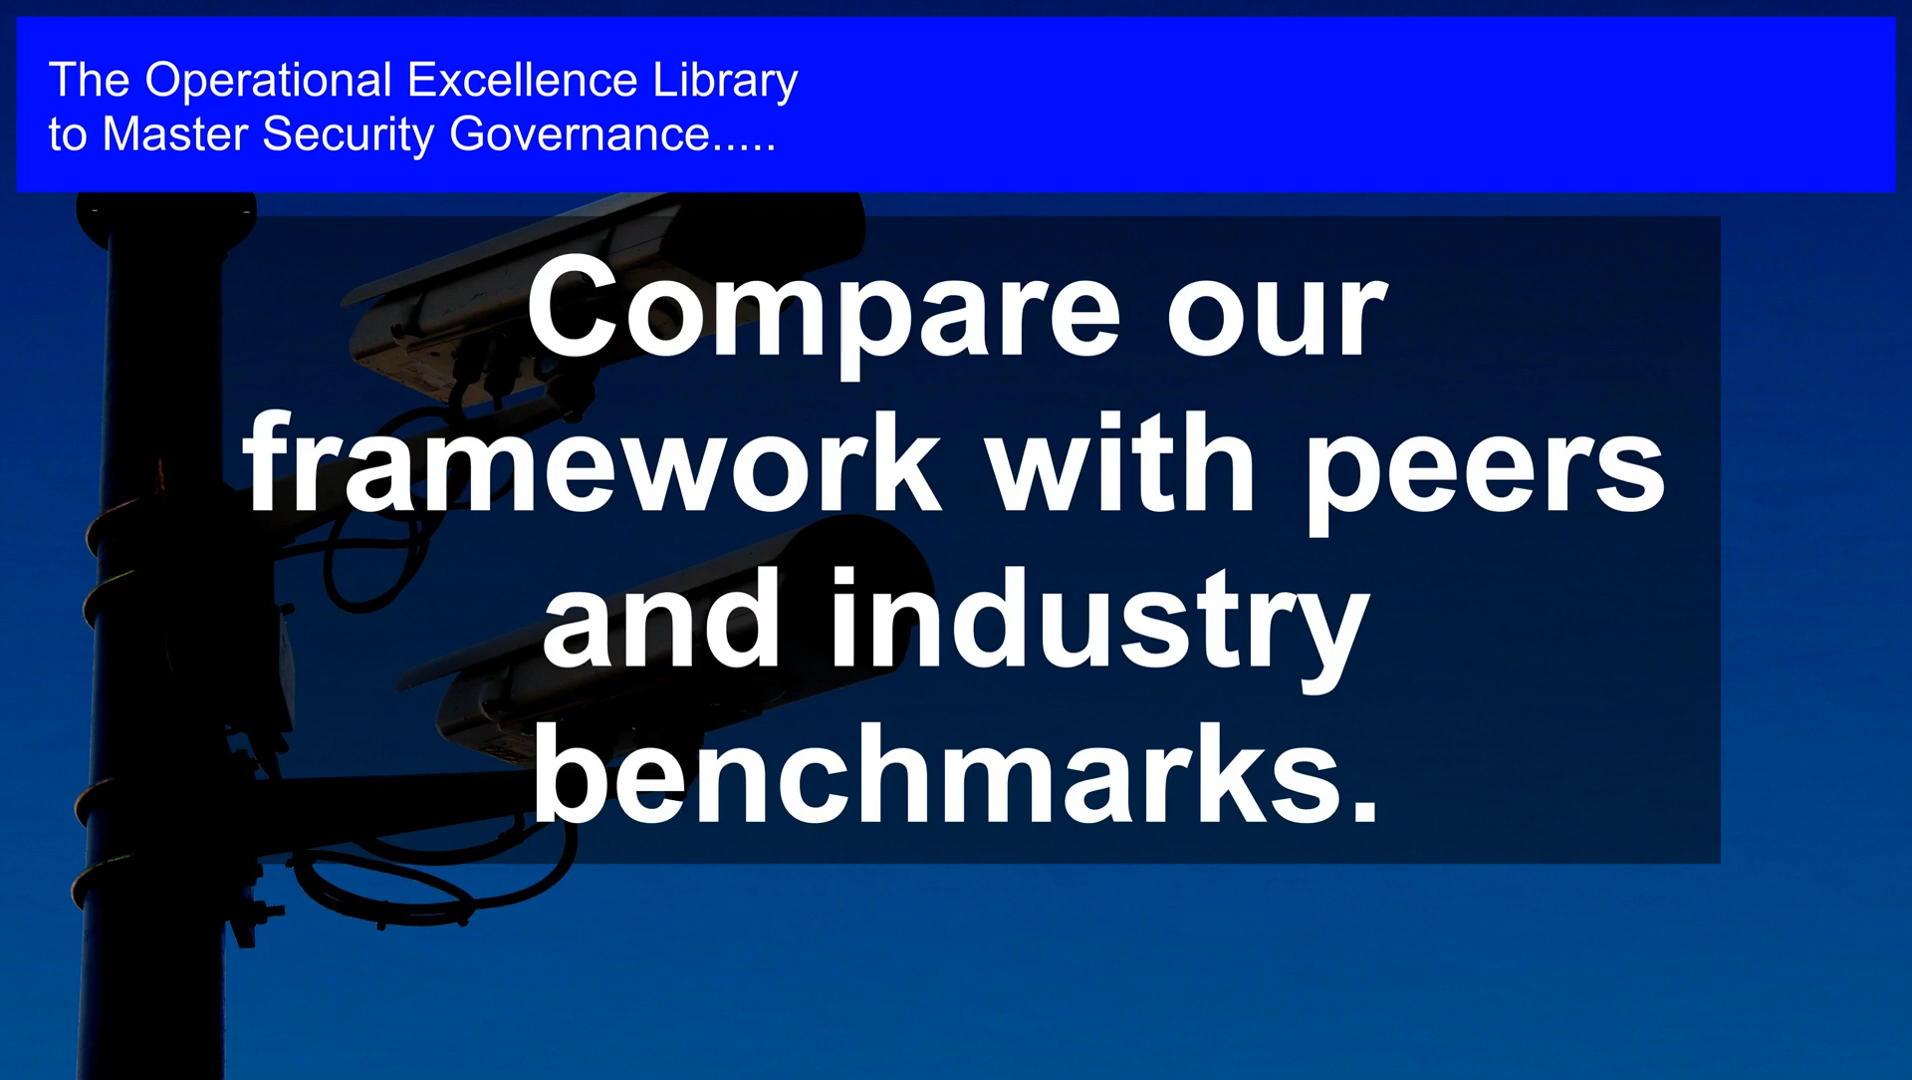 The Operational Excellence Library
to Master Security Governance.....
Compare our
framework with peers
and industry
benchmarks.